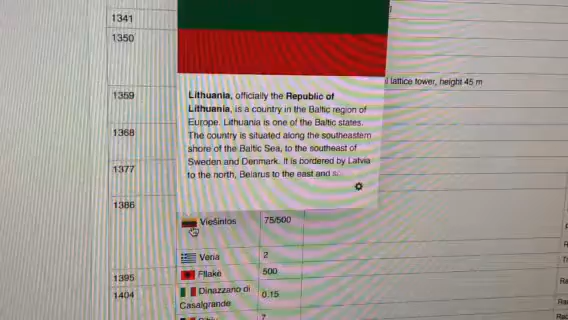 1341
1350
l lattice tower, height 45 m
Lithuania, officially the Republic of
Lithuania, is a country in the Baltic region of
Europe. Lithuania is one of the Baltic states.
The country is situated along the southeastern
shore of the Baltic Sea, to the southeast of
Sweden and Denmark. It is bordered by Latvia
to the north, Belarus to the east and s
1359
1368
1377
1386
Viešintos 75/500
Veria 2
1395 Fllakë 500
1404 Dinazzano di 0.15
Casalgrande
7